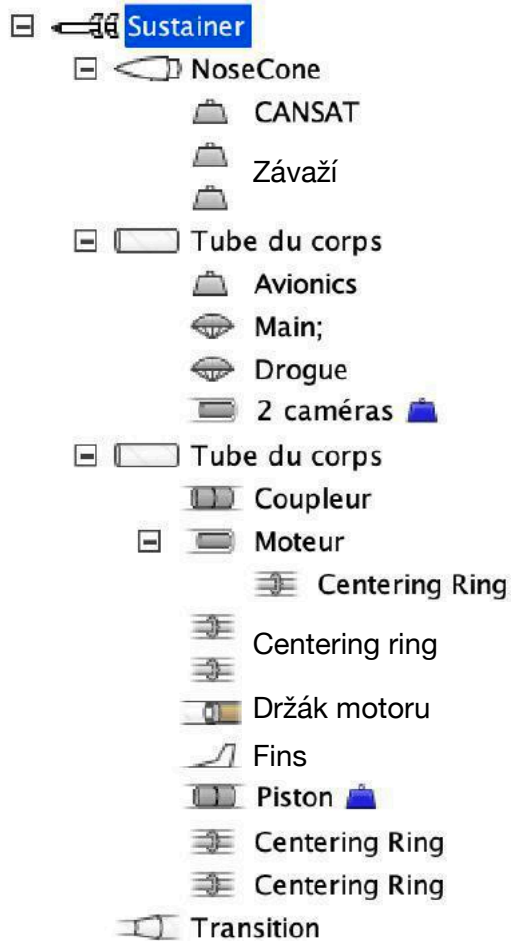 Sustainer
NoseCone
CANSAT
Závaží
Tube du corps
Avionics
Main;
Drogue
2 caméras
Tube du corps
Coupleur
Moteur
Centering Ring
Centering ring
Držák motoru
Fins
Piston
Centering Ring
Centering Ring
Transition